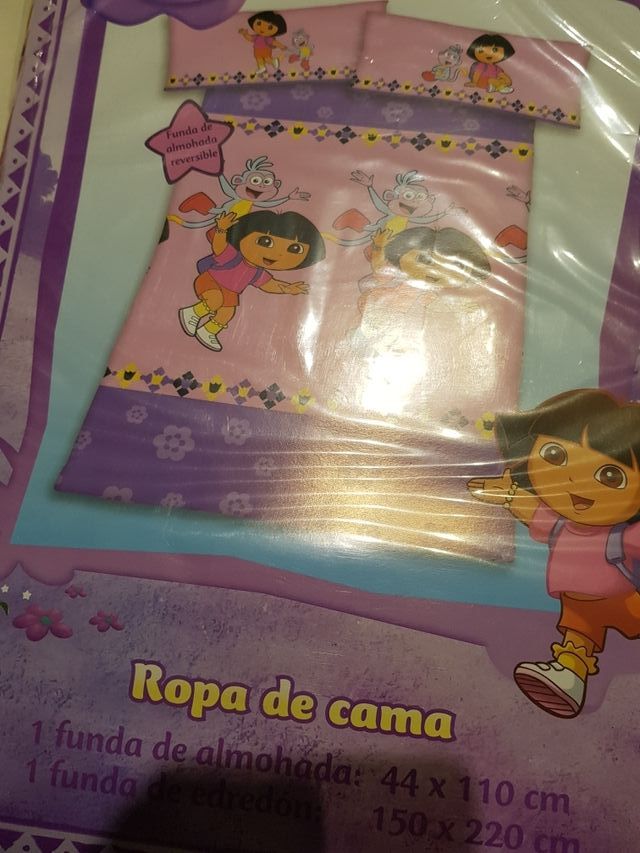 Funda de
almohada
reversible
Ropa de cama
1 funda de almohada: 44 x 110 cm
1 funda de edredón: 150 x 220 cm